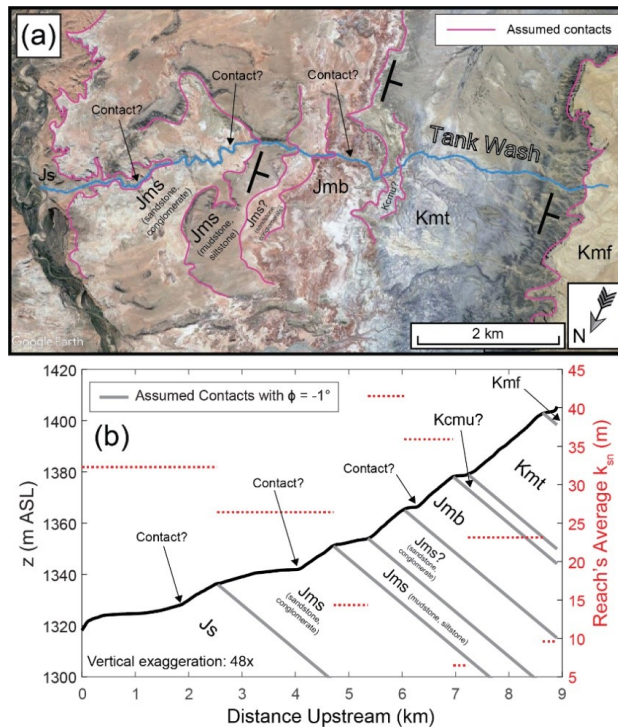 (a)
Assumed contacts
Contact?
Contact?
Contact?
Tank Wash
Js
Jms
(sandstone,
conglomerate)
Jms
(mudstone,
siltstone)
Jms?
Jmb
Kcmu?
Kmt
Kmf
2 km
N
Google Earth
(b)
Assumed Contacts with ϕ = -1°
1420
1400
1380
1360
1340
1320
1300
z (m ASL)
45
40
35
30
25
20
15
10
5
Reach's Average ksn (m)
Kmf
Kcmu?
Kmt
Contact?
Jmb
Contact?
Jms?
(sandstone,
conglomerate)
Contact?
Jms
(mudstone, siltstone)
Jms
(sandstone,
conglomerate)
Js
Vertical exaggeration: 48x
0 1 2 3 4 5 6 7 8 9
Distance Upstream (km)